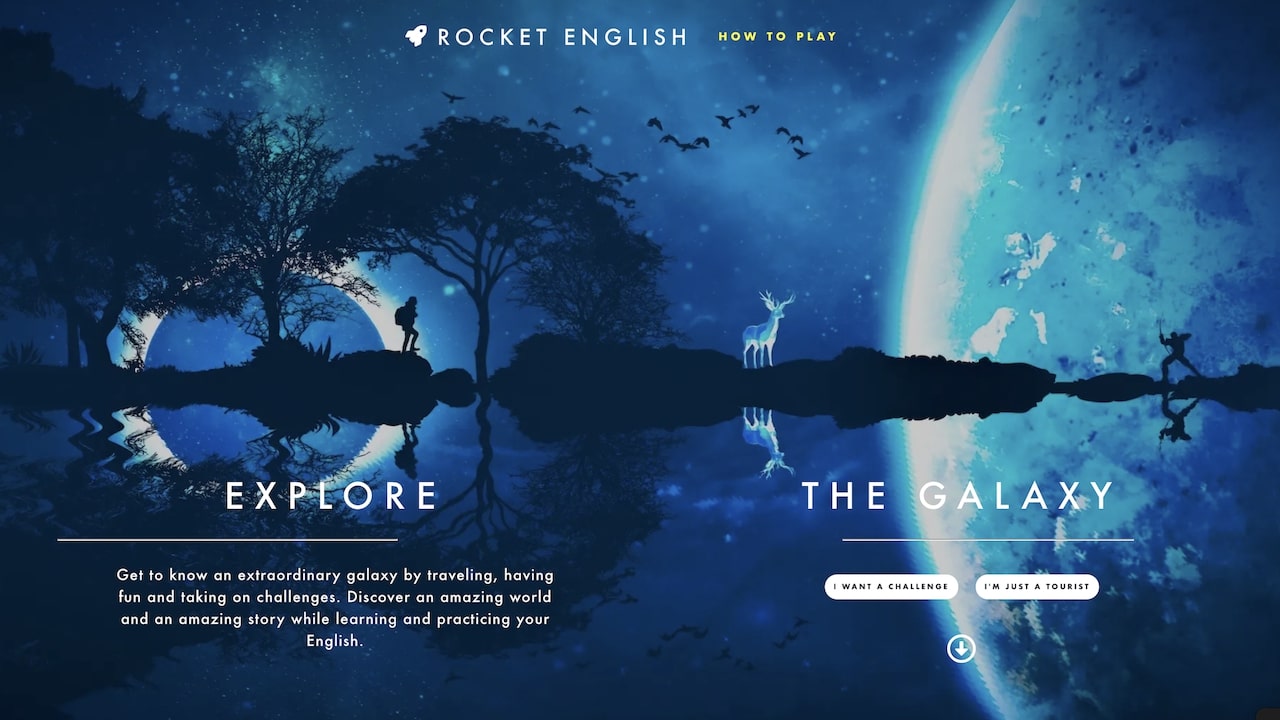 ROCKET ENGLISH
HOW TO PLAY
EXPLORE
Get to know an extraordinary galaxy by traveling, having
fun and taking on challenges. Discover an amazing world
and an amazing story while learning and practicing your
English.
THE GALAXY
I WANT A CHALLENGE
I'M JUST A TOURIST